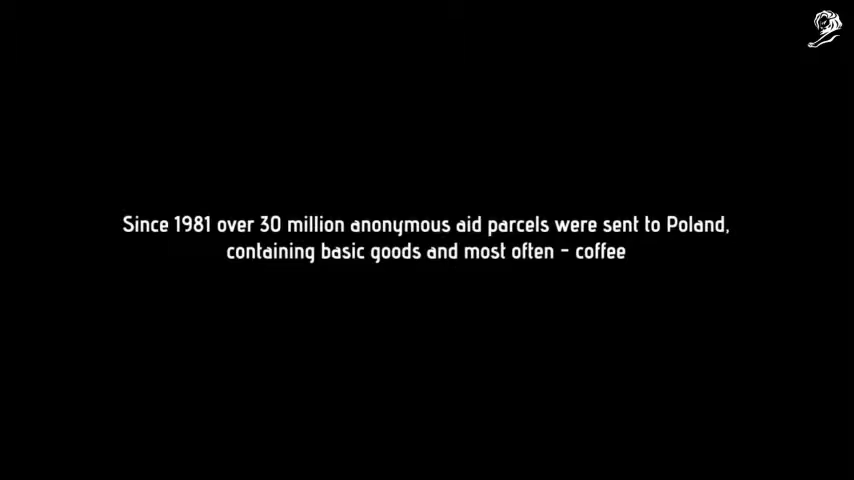 Since 1981 over 30 million anonymous aid parcels were sent to Poland,
containing basic goods and most often - coffee